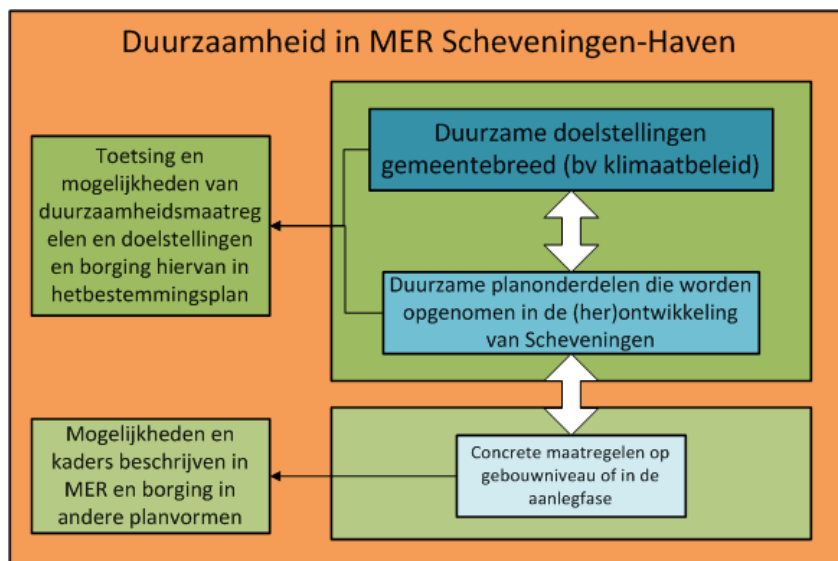 Duurzaamheid in MER Scheveningen-Haven
Toetsing en
mogelijkheden van
duurzaamheidsmaatreg
elen en doelstellingen
en borging hiervan in
hetbestemmingsplan
Duurzame doelstellingen
gemeentebreed (bv klimaatbeleid)
Duurzame planonderdelen die worden
opgenomen in de (her)ontwikkeling
van Scheveningen
Mogelijkheden en
kaders beschrijven in
MER en borging in
andere planvormen
Concrete maatregelen op
gebouwniveau of in de
aanlegfase